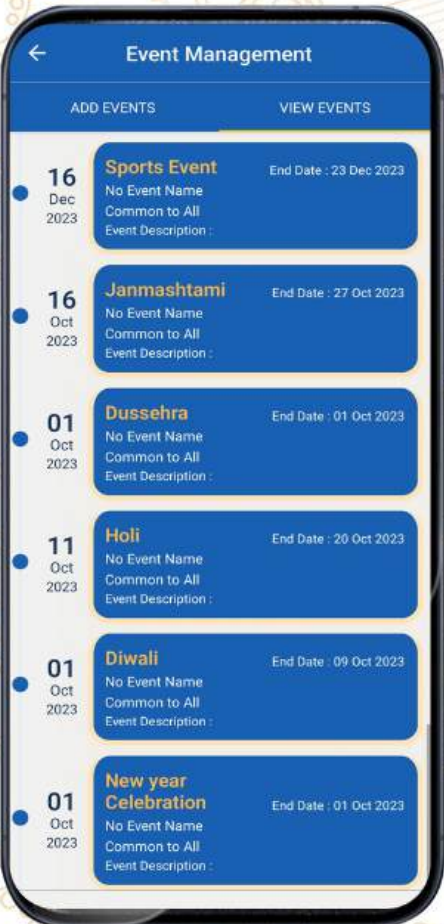 Event Management
ADD EVENTS VIEW EVENTS
16 Dec 2023
Sports Event End Date : 23 Dec 2023
No Event Name
Common to All
Event Description :
16 Oct 2023
Janmashtami End Date : 27 Oct 2023
No Event Name
Common to All
Event Description :
01 Oct 2023
Dussehra End Date : 01 Oct 2023
No Event Name
Common to All
Event Description :
11 Oct 2023
Holi End Date : 20 Oct 2023
No Event Name
Common to All
Event Description :
01 Oct 2023
Diwali End Date : 09 Oct 2023
No Event Name
Common to All
Event Description :
01 Oct 2023
New year
Celebration End Date : 01 Oct 2023
No Event Name
Common to All
Event Description :